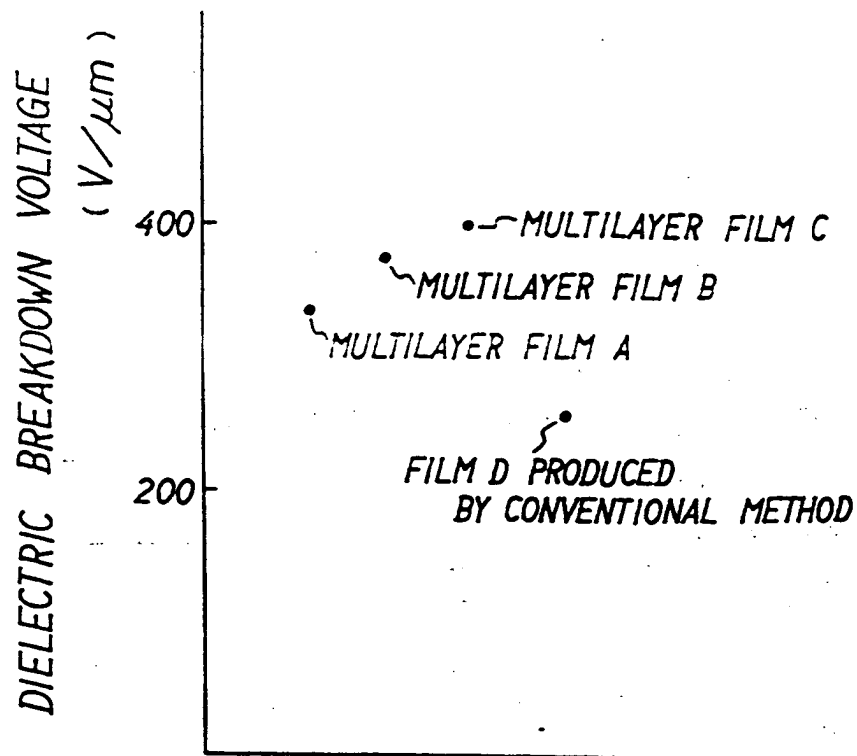 DIELECTRIC BREAKDOWN VOLTAGE
(V/μm)
400
MULTILAYER FILM C
MULTILAYER FILM B
MULTILAYER FILM A
FILM D PRODUCED
BY CONVENTIONAL METHOD
200